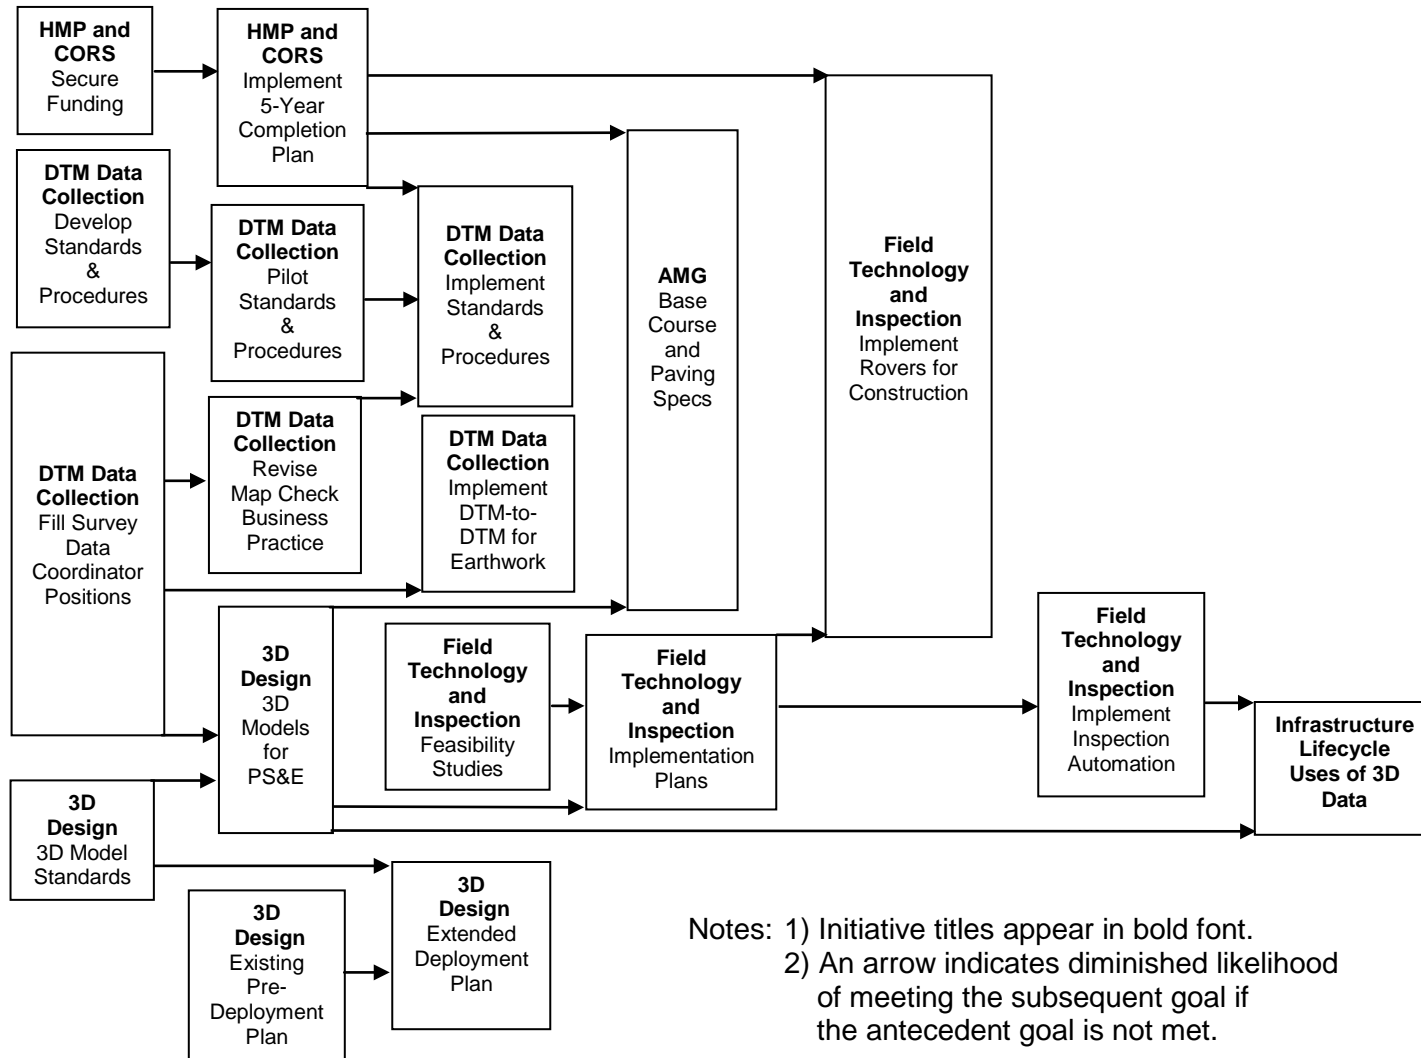 HMP and
CORS
Secure
Funding
HMP and
CORS
Implement
5-Year
Completion
Plan
DTM Data
Collection
Develop
Standards
&
Procedures
DTM Data
Collection
Pilot
Standards
&
Procedures
DTM Data
Collection
Implement
Standards
&
Procedures
AMG
Base
Course
and
Paving
Specs
Field
Technology
and
Inspection
Implement
Rovers for
Construction
DTM Data
Collection
Fill Survey
Data
Coordinator
Positions
DTM Data
Collection
Revise
Map Check
Business
Practice
DTM Data
Collection
Implement
DTM-to-
DTM for
Earthwork
3D
Design
3D
Models
for
PS&E
Field
Technology
and
Inspection
Feasibility
Studies
Field
Technology
and
Inspection
Implementation
Plans
Field
Technology
and
Inspection
Implement
Inspection
Automation
Infrastructure
Lifecycle
Uses of 3D
Data
3D
Design
3D Model
Standards
3D
Design
Existing
Pre-
Deployment
Plan
3D
Design
Extended
Deployment
Plan
Notes: 1) Initiative titles appear in bold font.
2) An arrow indicates diminished likelihood
of meeting the subsequent goal if
the antecedent goal is not met.